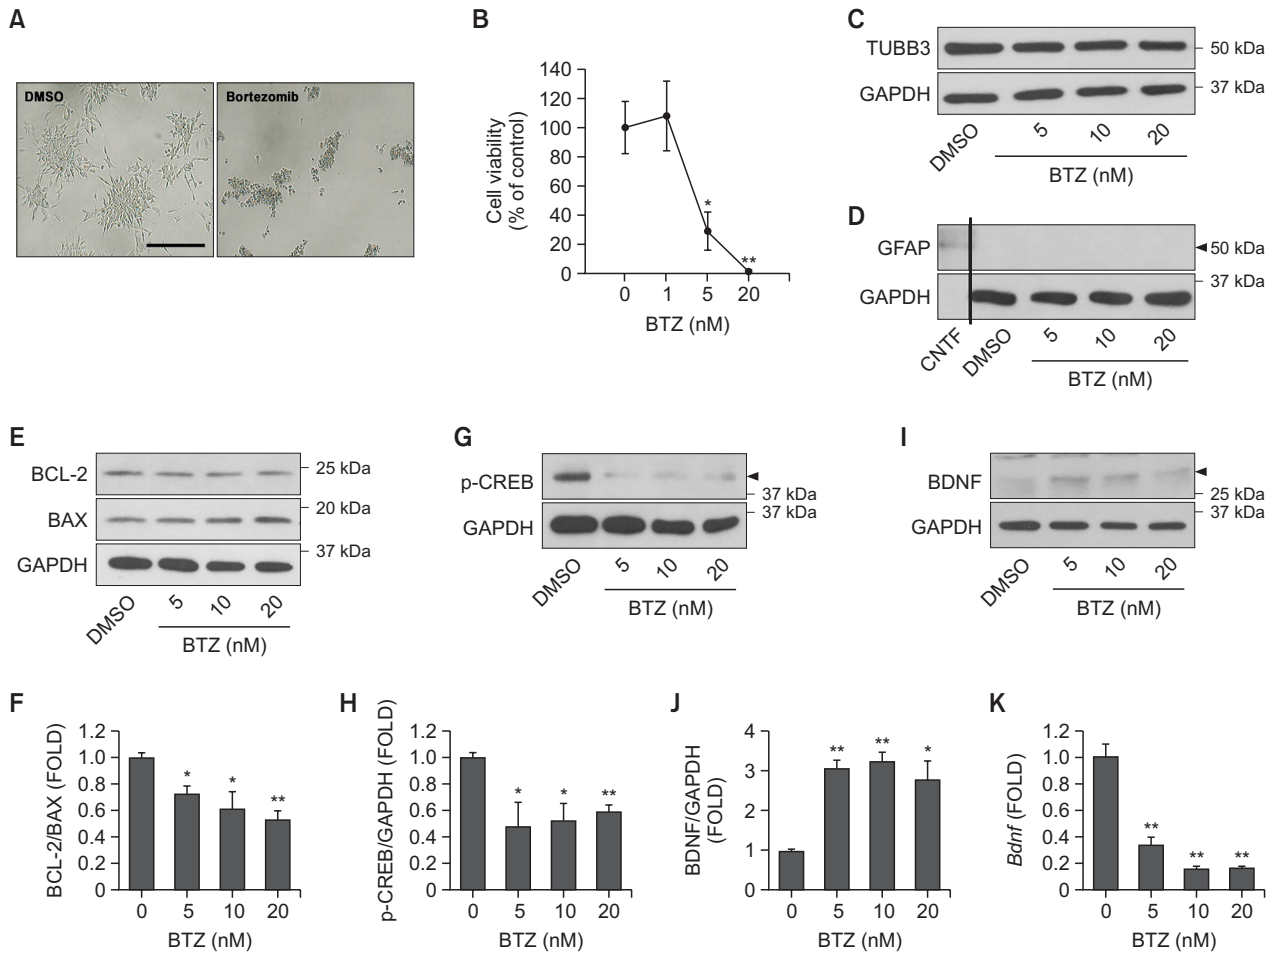 A
DMSO
Bortezomib
B
140
120
100
80
60
40
20
0
Cell viability
(% of control)
*
**
0 1 5 20
BTZ (nM)
C
TUBB3
50 kDa
GAPDH
37 kDa
DMSO 5 10 20
BTZ (nM)
D
GFAP
50 kDa
37 kDa
GAPDH
CNTF DMSO 5 10 20
BTZ (nM)
E
BCL-2
25 kDa
BAX
20 kDa
GAPDH
37 kDa
DMSO 5 10 20
BTZ (nM)
G
p-CREB
37 kDa
GAPDH
37 kDa
DMSO 5 10 20
BTZ (nM)
I
BDNF
25 kDa
GAPDH
37 kDa
DMSO 5 10 20
BTZ (nM)
F
BCL-2/BAX (FOLD)
1.2
1.0
0.8
0.6
0.4
0.2
0
* * **
0 5 10 20
BTZ (nM)
H
p-CREB/GAPDH (FOLD)
1.2
1.0
0.8
0.6
0.4
0.2
0
* * **
0 5 10 20
BTZ (nM)
J
BDNF/GAPDH
(FOLD)
4
3
2
1
0
** ** *
0 5 10 20
BTZ (nM)
K
Bdnf (FOLD)
1.2
1.0
0.8
0.6
0.4
0.2
0
** ** **
0 5 10 20
BTZ (nM)